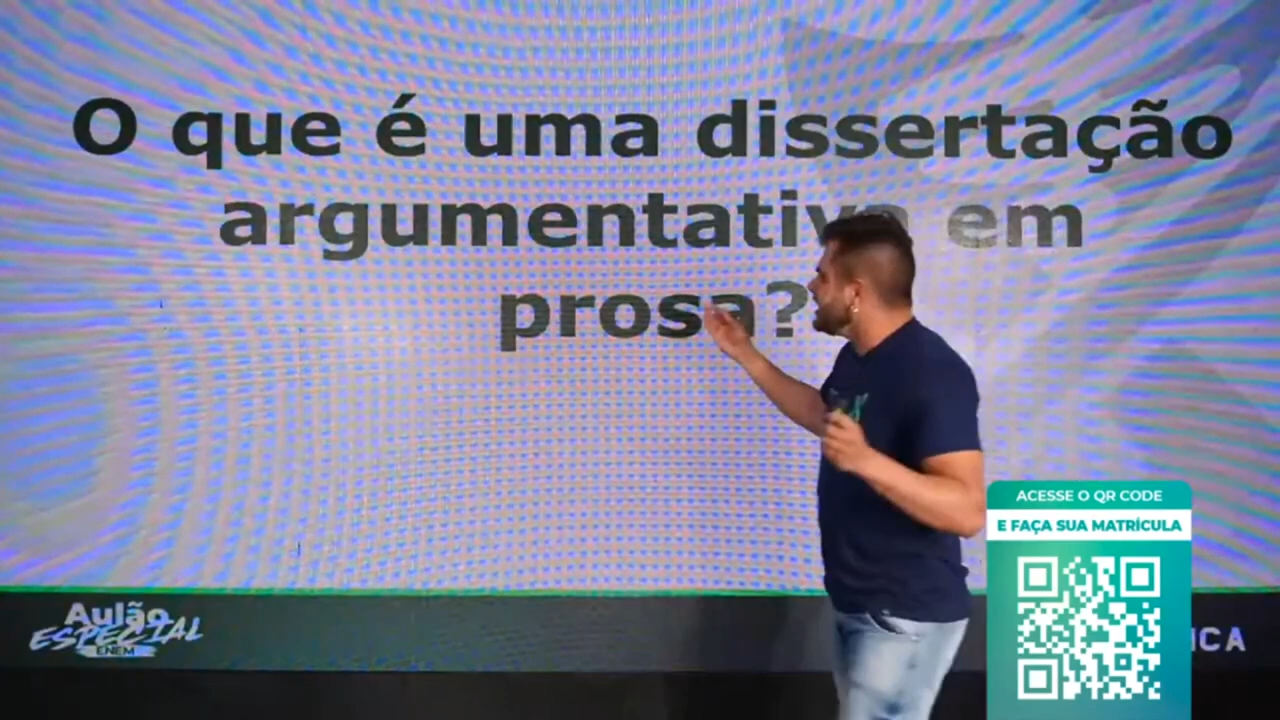 O que é uma dissertação
argumentativa em
prosa?
ACESSE O QR CODE
E FAÇA SUA MATRÍCULA
Aulão
ESPECIAL
ENEM